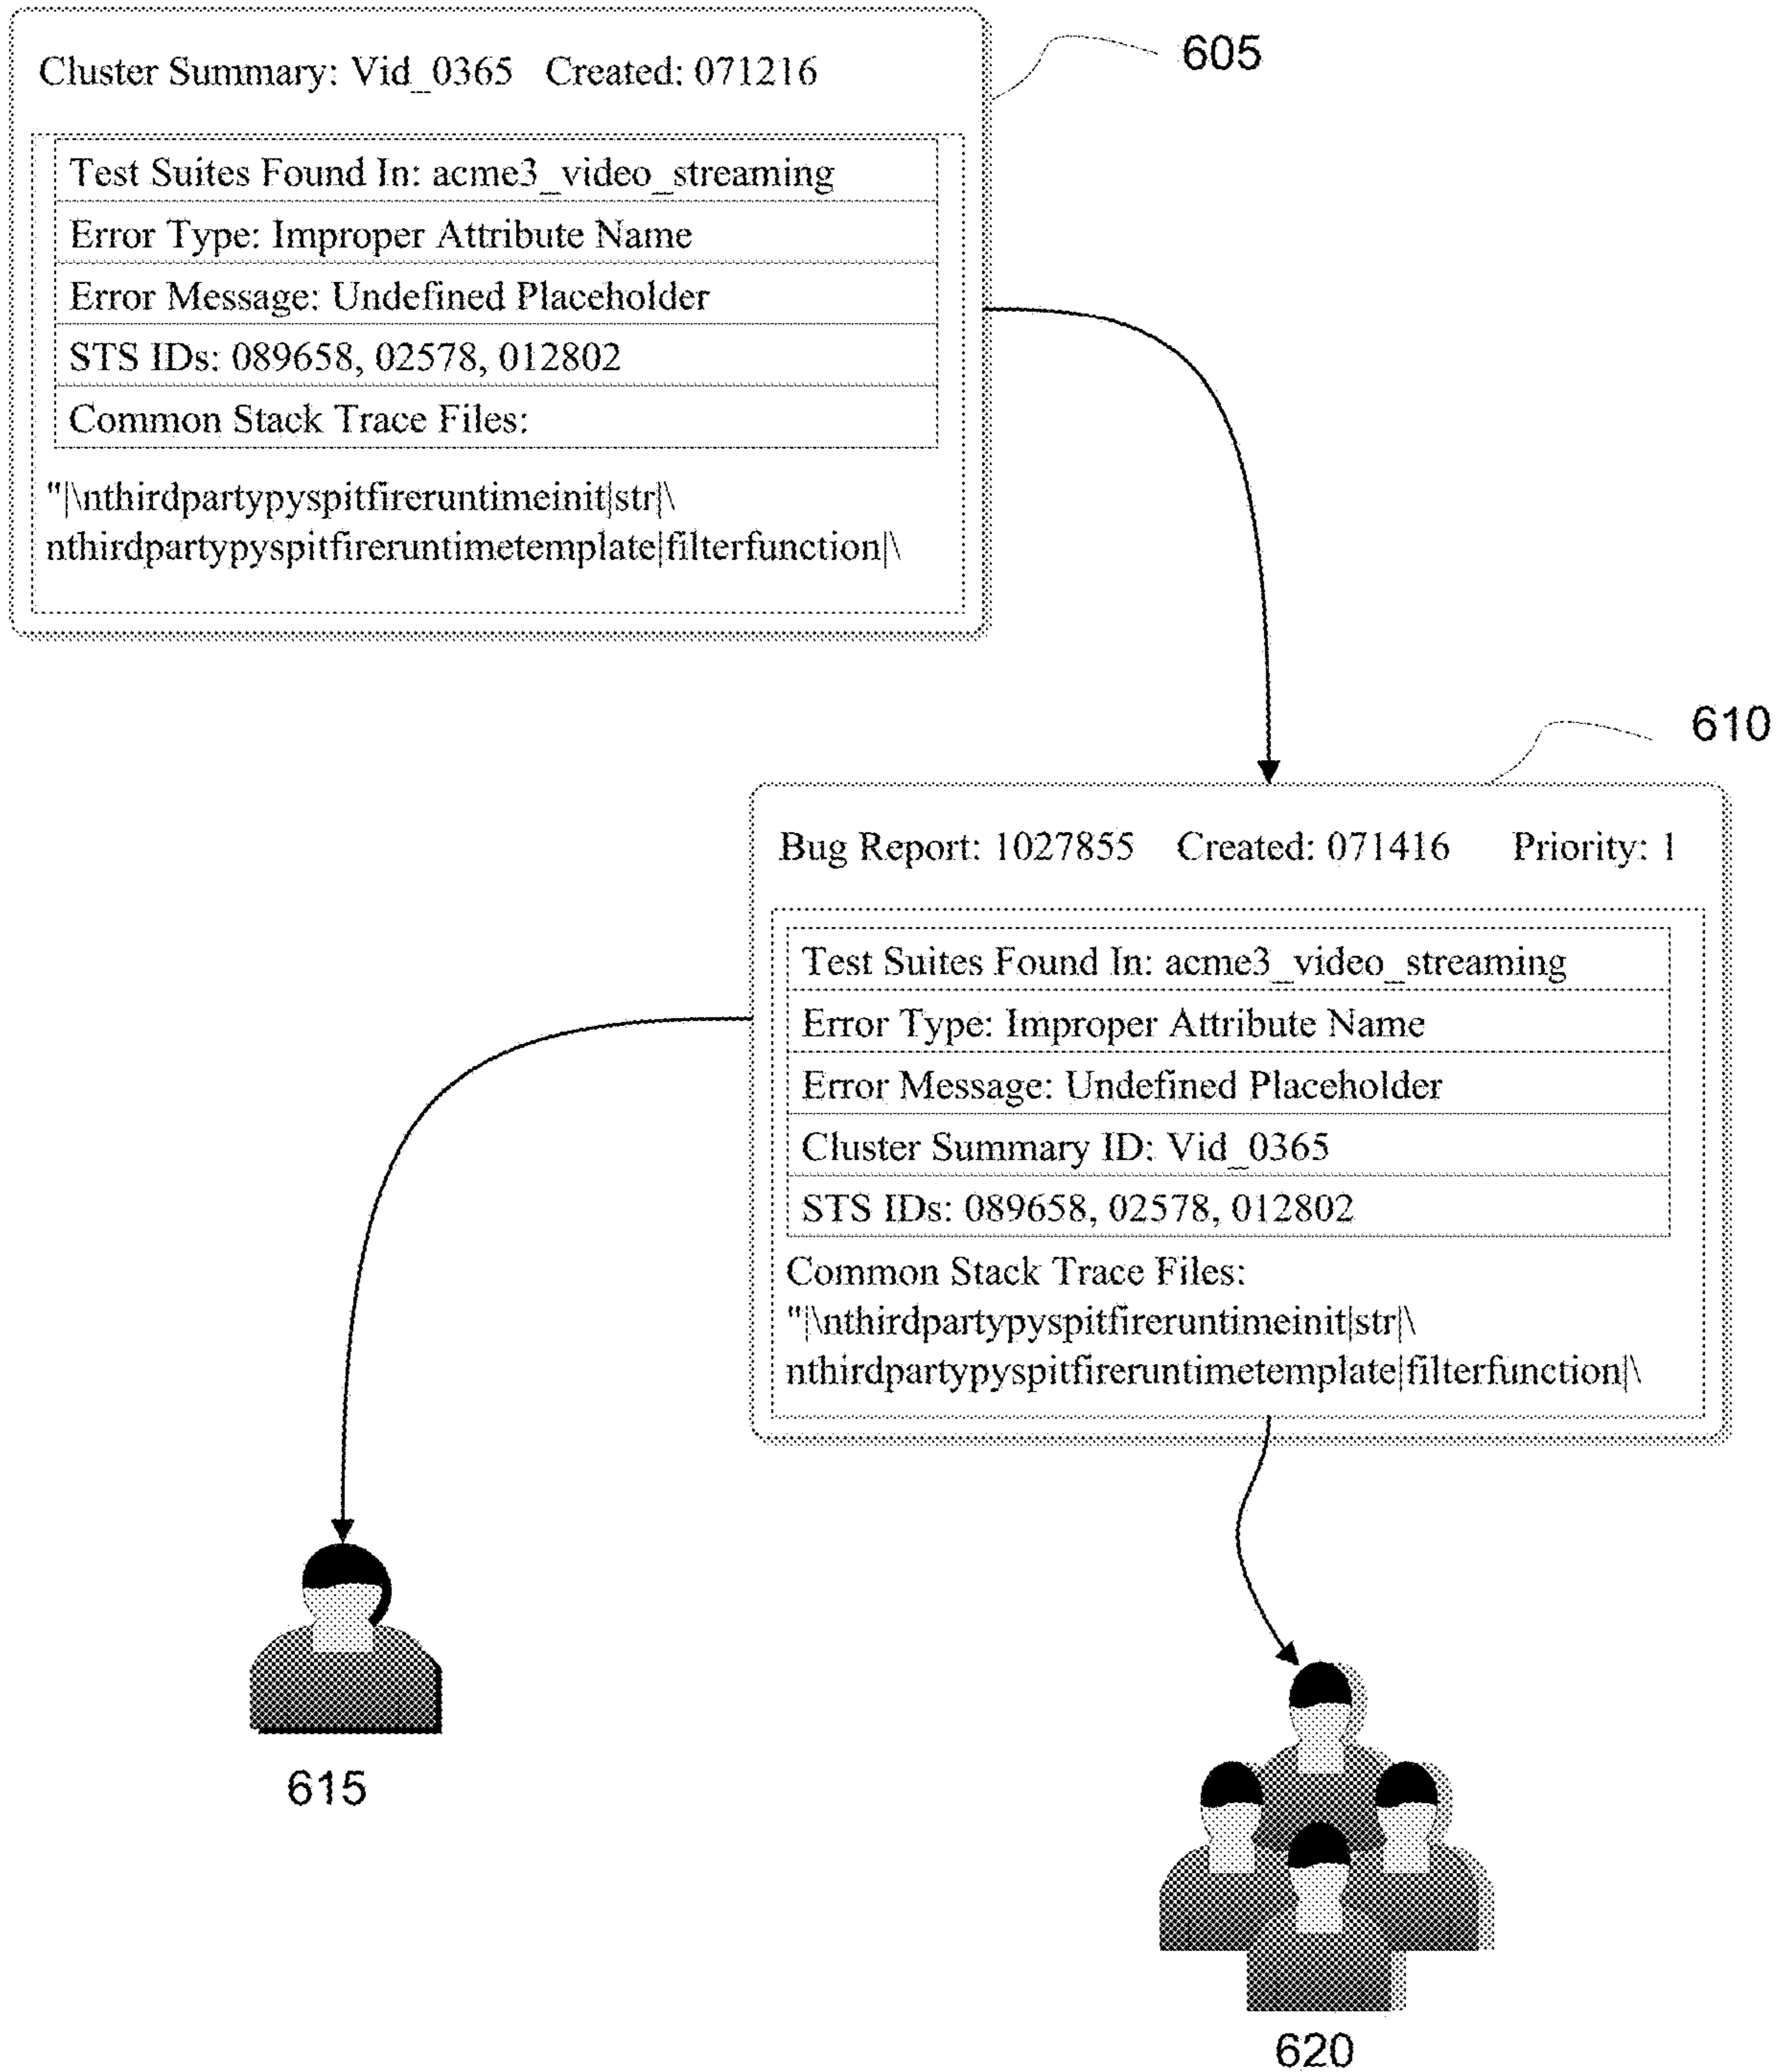 Cluster Summary: Vid_0365 Created: 071216
605
Test Suites Found In: acme3_video_streaming
Error Type: Improper Attribute Name
Error Message: Undefined Placeholder
STS IDs: 089658, 02578, 012802
Common Stack Trace Files:
"|\nthirdpartypyspitfireruntimeinit|str|\
nthirdpartypyspitfireruntimetemplate|filterfunction|\
610
Bug Report: 1027855 Created: 071416 Priority: 1
Test Suites Found In: acme3_video_streaming
Error Type: Improper Attribute Name
Error Message: Undefined Placeholder
Cluster Summary ID: Vid_0365
STS IDs: 089658, 02578, 012802
Common Stack Trace Files:
"|\nthirdpartypyspitfireruntimeinit|str|\
nthirdpartypyspitfireruntimetemplate|filterfunction|\
615
620